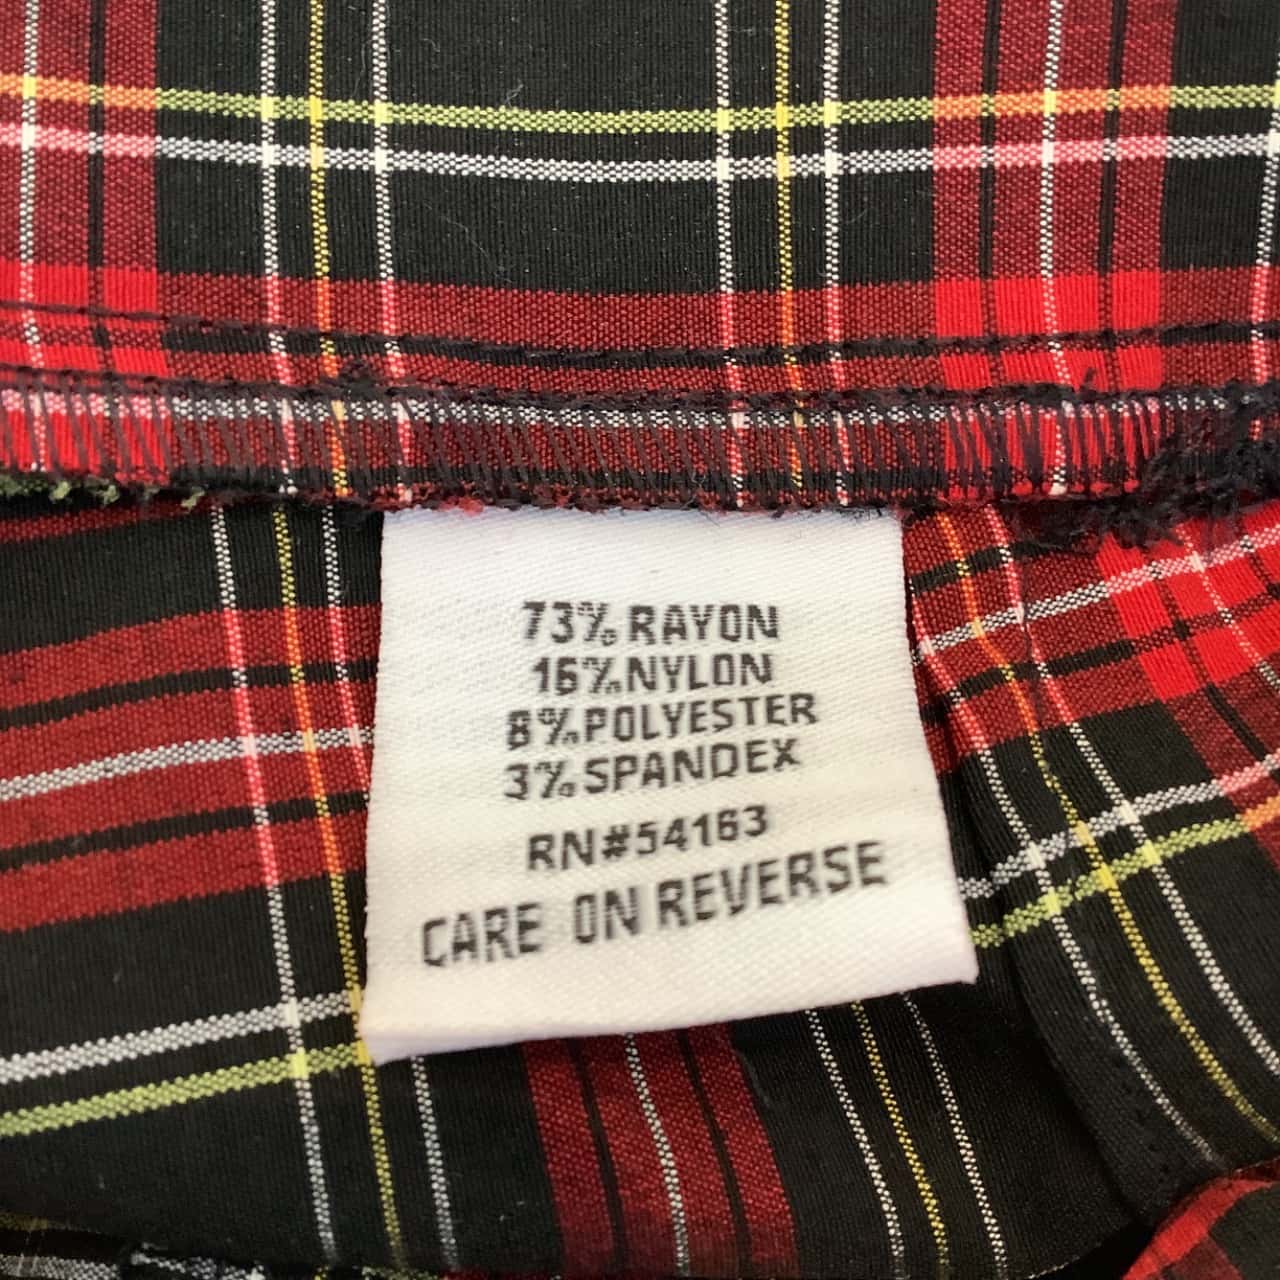 73% RAYON
16% NYLON
8% POLYESTER
3% SPANDEX
RN#54163
CARE ON REVERSE